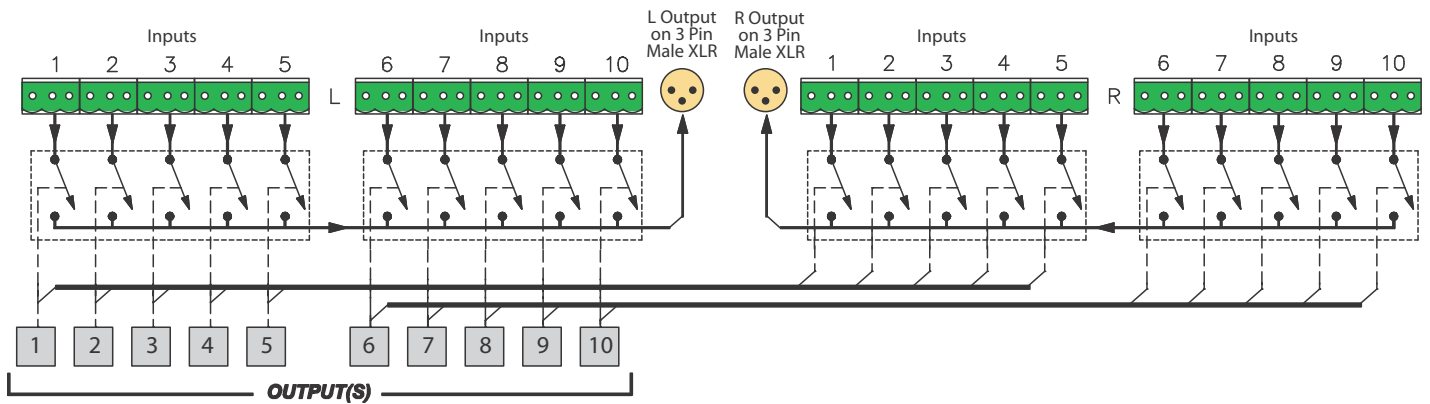 L Output
on 3 Pin
Male XLR
R Output
on 3 Pin
Male XLR
Inputs
Inputs
Inputs
Inputs
1 2 3 4 5
6 7 8 9 10
1 2 3 4 5
6 7 8 9 10
L
R
1 2 3 4 5 6 7 8 9 10
OUTPUT(S)